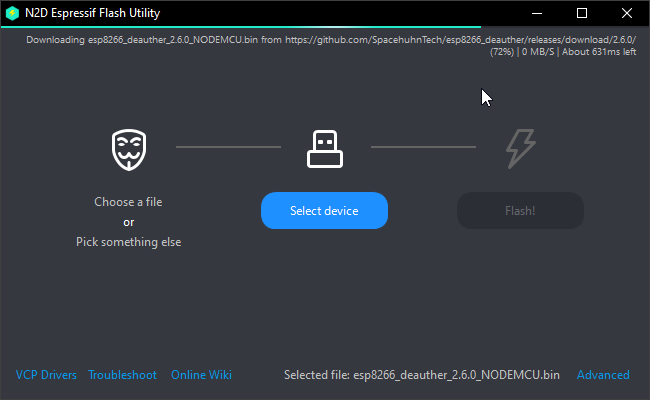 N2D Espressif Flash Utility
Downloading esp8266_deauther_2.6.0_NODEMCU.bin from https://github.com/SpacehuhnTech/esp8266_deauther/releases/download/2.6.0/
(72%) | 0 MB/S | About 631ms left
Choose a file
or
Pick something else
Select device
Flash!
VCP Drivers Troubleshoot Online Wiki Selected file: esp8266_deauther_2.6.0_NODEMCU.bin Advanced